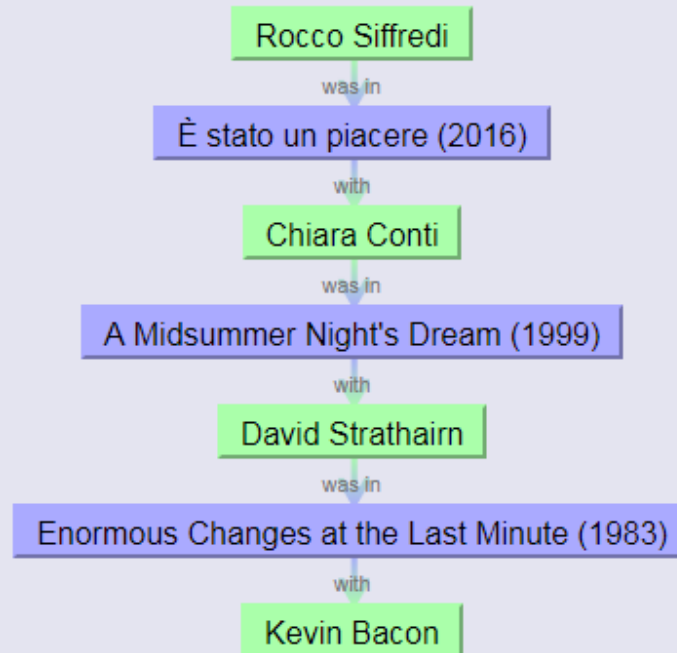 Rocco Siffredi
was in
È stato un piacere (2016)
with
Chiara Conti
was in
A Midsummer Night's Dream (1999)
with
David Strathairn
was in
Enormous Changes at the Last Minute (1983)
with
Kevin Bacon